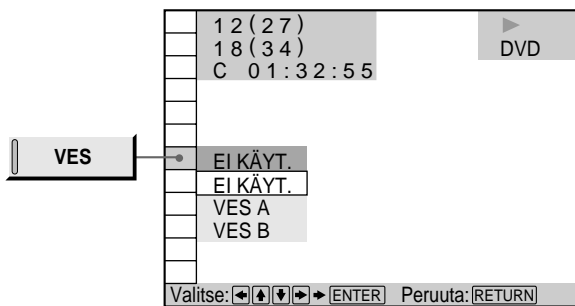 12(27)
18(34)
C 01:32:55
DVD
VES
EI KÄYT.
EI KÄYT.
VES A
VES B
Valitse: ENTER Peruuta: RETURN